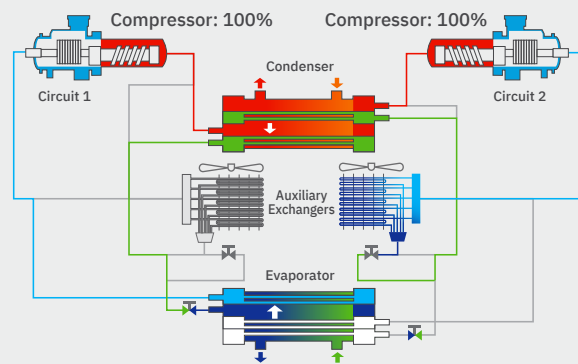 Compressor: 100%
Compressor: 100%
Condenser
Circuit 1
Circuit 2
Auxiliary
Exchangers
Evaporator